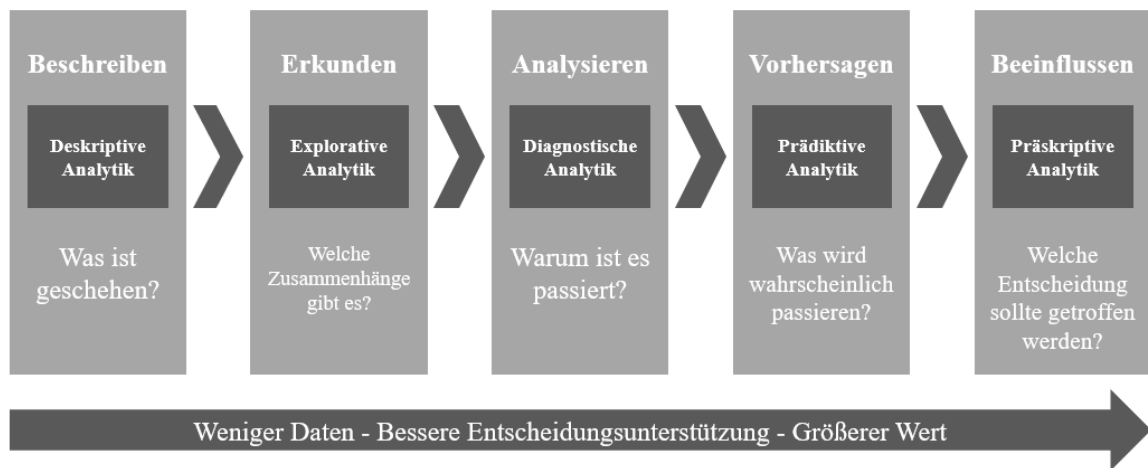 Beschreiben
Deskriptive
Analytik
Was ist
geschehen?
Erkunden
Explorative
Analytik
Welche
Zusammenhänge
gibt es?
Analysieren
Diagnostische
Analytik
Warum ist es
passiert?
Vorhersagen
Prädiktive
Analytik
Was wird
wahrscheinlich
passieren?
Beeinflussen
Präskriptive
Analytik
Welche
Entscheidung
sollte getroffen
werden?
Weniger Daten - Bessere Entscheidungsunterstützung - Größerer Wert